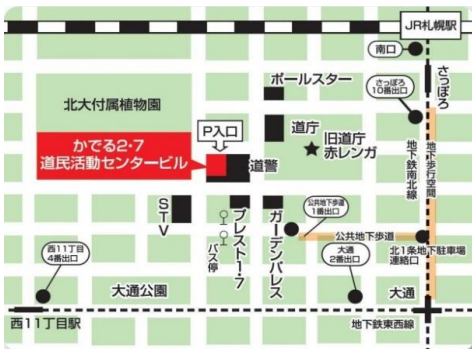 JR札幌駅
南口
さっぽろ
ポールスター
さっぽろ
10番出口
北大付属植物園
P入口
道庁
旧道庁
赤レンガ
地下鉄南北線
地下歩行空間
かでる2・7
道民活動センタービル
道警
STV
プレスト1・7
バス停
ガーデンパレス
公共地下歩道
1番出口
公共地下歩道
北1条地下駐車場
連絡口
西11丁目
4番出口
大通公園
大通
2番出口
大通
西11丁目駅
地下鉄東西線